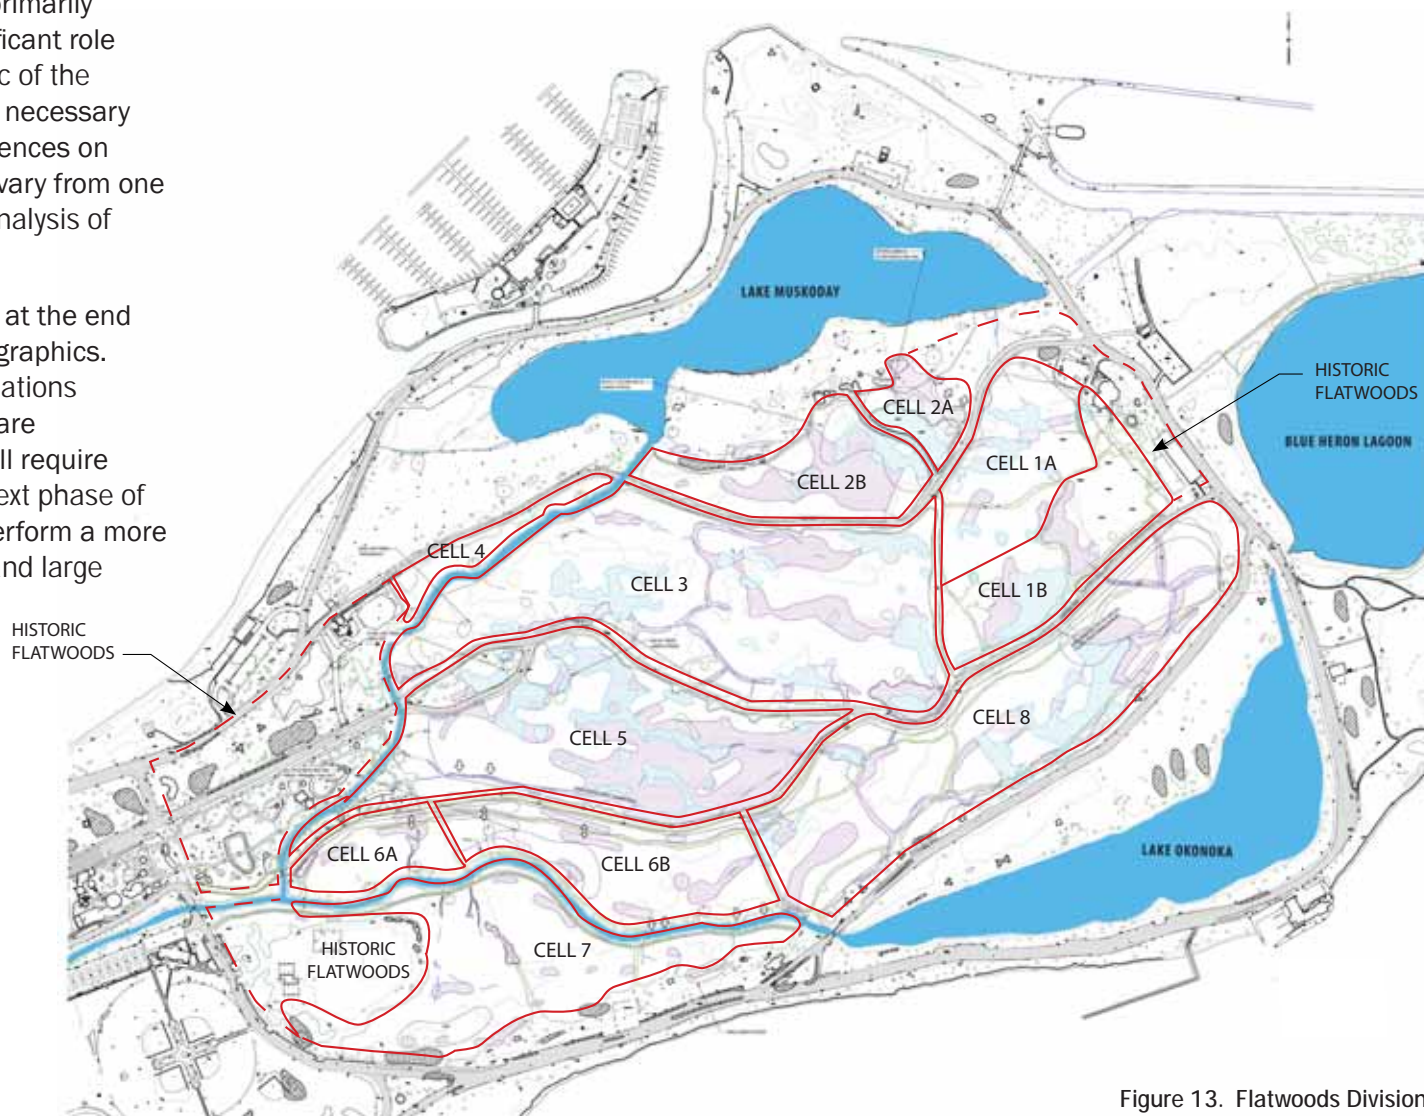 primarily
ficant role
c of the
necessary
ences on
vary from one
nalysis of
at the end
graphics.
ations
are
ll require
ext phase of
erform a more
and large
LAKE MUSKODAY
HISTORIC
FLATWOODS
BLUE HERON LAGOON
CELL 2A
CELL 1A
CELL 2B
CELL 4
CELL 3
CELL 1B
HISTORIC
FLATWOODS
CELL 8
CELL 5
CELL 6A
CELL 6B
LAKE OKONOKA
HISTORIC
FLATWOODS
CELL 7
Figure 13. Flatwoods Division